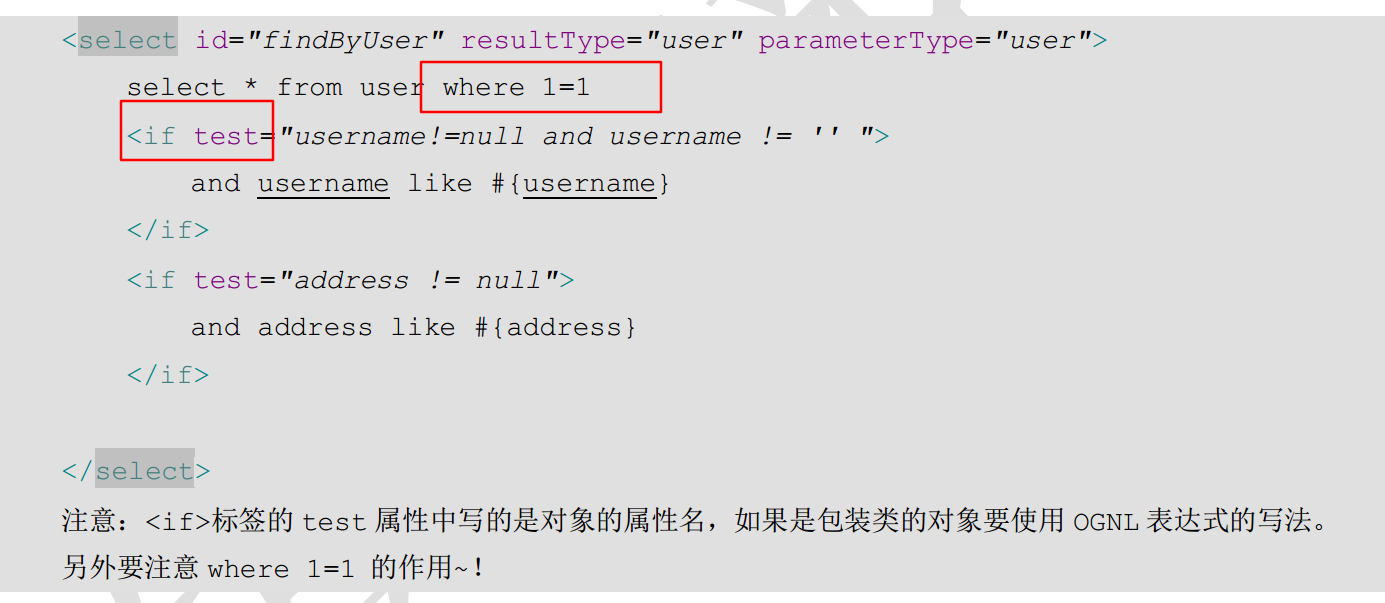 <select id="findByUser" resultType="user" parameterType="user">
select * from user where 1=1
<if test="username!=null and username != '' ">
and username like #{username}
</if>
<if test="address != null">
and address like #{address}
</if>
</select>
注意：<if>标签的 test 属性中写的是对象的属性名，如果是包装类的对象要使用 OGNL 表达式的写法。
另外要注意 where 1=1 的作用~！